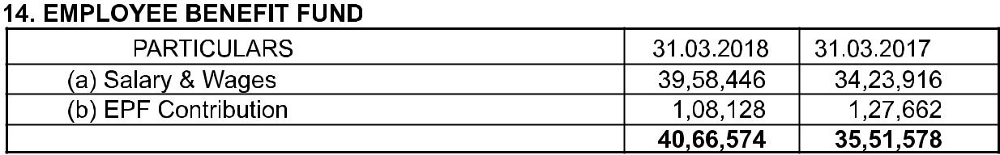 14. EMPLOYEE BENEFIT FUND
PARTICULARS 31.03.2018 31.03.2017
(a) Salary & Wages 39,58,446 34,23,916
(b) EPF Contribution 1,08,128 1,27,662
40,66,574 35,51,578